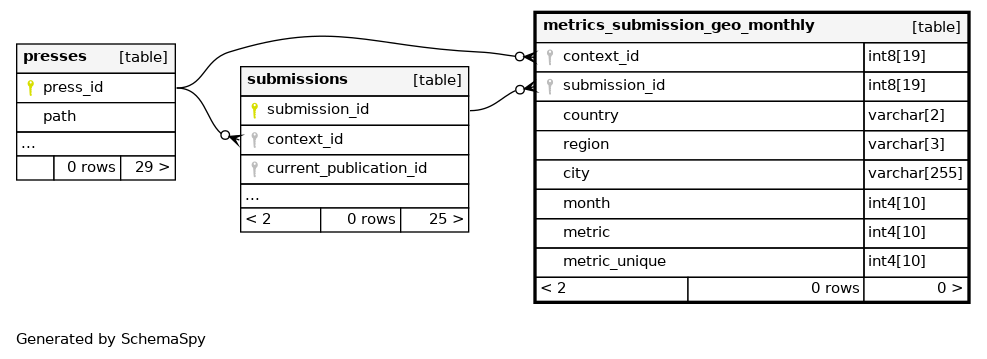 presses [table]
press_id
path
...
0 rows 29 >
submissions [table]
submission_id
context_id
current_publication_id
...
< 2 0 rows 25 >
metrics_submission_geo_monthly [table]
context_id int8[19]
submission_id int8[19]
country varchar[2]
region varchar[3]
city varchar[255]
month int4[10]
metric int4[10]
metric_unique int4[10]
< 2 0 rows 0 >
Generated by SchemaSpy